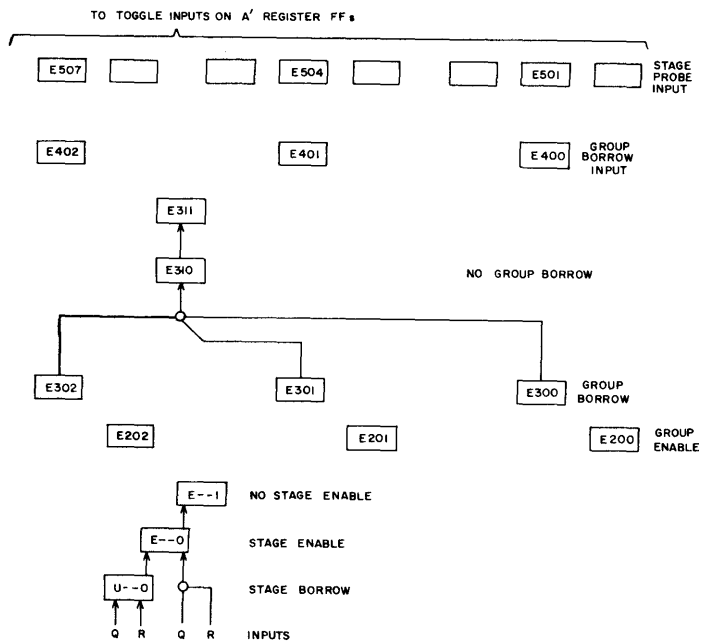 TO TOGGLE INPUTS ON A' REGISTER FFs
E507
E504
E501
STAGE
PROBE
INPUT
E402
E401
E400
GROUP
BORROW
INPUT
E311
E310
NO GROUP BORROW
E302
E301
E300
GROUP
BORROW
E202
E201
E200
GROUP
ENABLE
E--1
NO STAGE ENABLE
E--0
STAGE ENABLE
U--0
STAGE BORROW
Q R Q R INPUTS